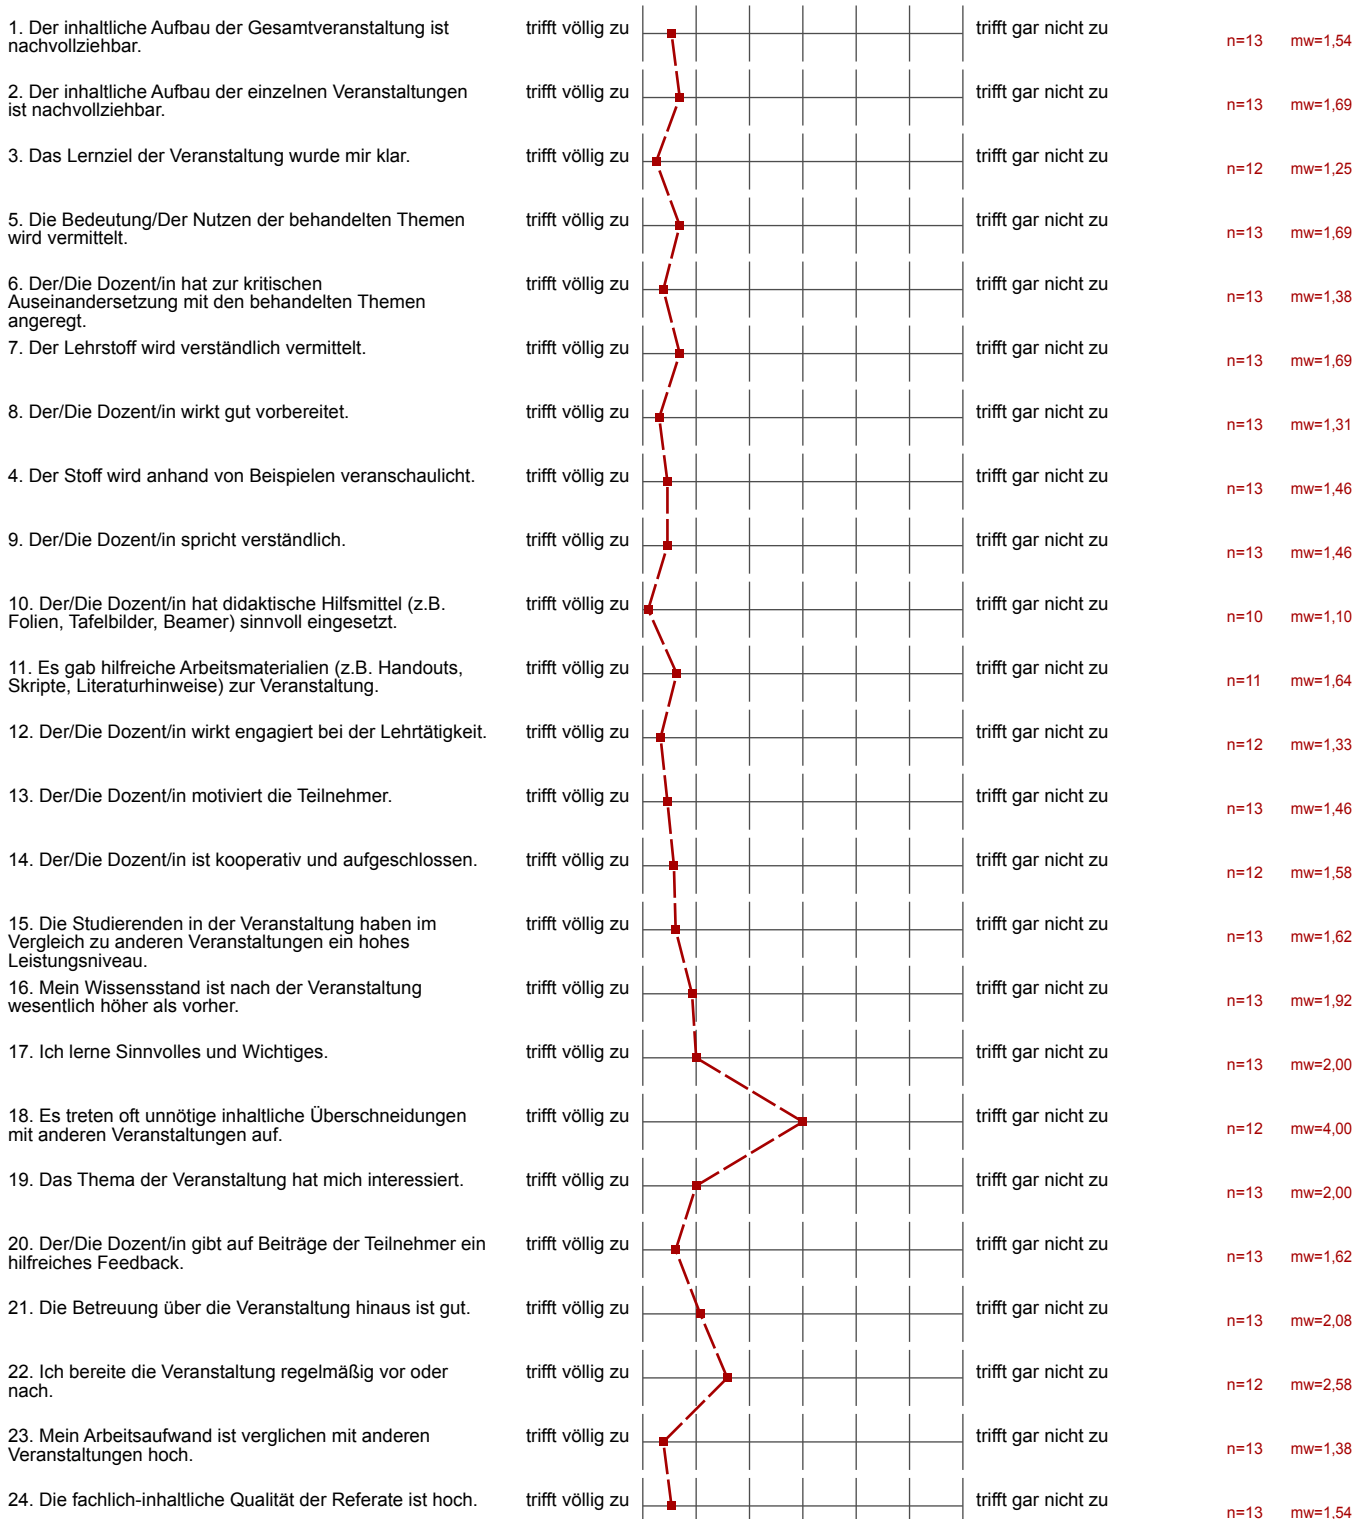 1. Der inhaltliche Aufbau der Gesamtveranstaltung ist trifft völlig zu trifft gar nicht zu
nachvollziehbar. n=13 mw=1,54
2. Der inhaltliche Aufbau der einzelnen Veranstaltungen trifft völlig zu trifft gar nicht zu
ist nachvollziehbar. n=13 mw=1,69
3. Das Lernziel der Veranstaltung wurde mir klar. trifft völlig zu trifft gar nicht zu
n=12 mw=1,25
5. Die Bedeutung/Der Nutzen der behandelten Themen trifft völlig zu trifft gar nicht zu
wird vermittelt. n=13 mw=1,69
6. Der/Die Dozent/in hat zur kritischen trifft völlig zu trifft gar nicht zu
Auseinandersetzung mit den behandelten Themen n=13 mw=1,38
angeregt.
7. Der Lehrstoff wird verständlich vermittelt. trifft völlig zu trifft gar nicht zu
n=13 mw=1,69
8. Der/Die Dozent/in wirkt gut vorbereitet. trifft völlig zu trifft gar nicht zu
n=13 mw=1,31
4. Der Stoff wird anhand von Beispielen veranschaulicht. trifft völlig zu trifft gar nicht zu
n=13 mw=1,46
9. Der/Die Dozent/in spricht verständlich. trifft völlig zu trifft gar nicht zu
n=13 mw=1,46
10. Der/Die Dozent/in hat didaktische Hilfsmittel (z.B. trifft völlig zu trifft gar nicht zu
Folien, Tafelbilder, Beamer) sinnvoll eingesetzt. n=10 mw=1,10
11. Es gab hilfreiche Arbeitsmaterialien (z.B. Handouts, trifft völlig zu trifft gar nicht zu
Skripte, Literaturhinweise) zur Veranstaltung. n=11 mw=1,64
12. Der/Die Dozent/in wirkt engagiert bei der Lehrtätigkeit. trifft völlig zu trifft gar nicht zu
n=12 mw=1,33
13. Der/Die Dozent/in motiviert die Teilnehmer. trifft völlig zu trifft gar nicht zu
n=13 mw=1,46
14. Der/Die Dozent/in ist kooperativ und aufgeschlossen. trifft völlig zu trifft gar nicht zu
n=12 mw=1,58
15. Die Studierenden in der Veranstaltung haben im trifft völlig zu trifft gar nicht zu
Vergleich zu anderen Veranstaltungen ein hohes n=13 mw=1,62
Leistungsniveau.
16. Mein Wissensstand ist nach der Veranstaltung trifft völlig zu trifft gar nicht zu
wesentlich höher als vorher. n=13 mw=1,92
17. Ich lerne Sinnvolles und Wichtiges. trifft völlig zu trifft gar nicht zu
n=13 mw=2,00
18. Es treten oft unnötige inhaltliche Überschneidungen trifft völlig zu trifft gar nicht zu
mit anderen Veranstaltungen auf. n=12 mw=4,00
19. Das Thema der Veranstaltung hat mich interessiert. trifft völlig zu trifft gar nicht zu
n=13 mw=2,00
20. Der/Die Dozent/in gibt auf Beiträge der Teilnehmer ein trifft völlig zu trifft gar nicht zu
hilfreiches Feedback. n=13 mw=1,62
21. Die Betreuung über die Veranstaltung hinaus ist gut. trifft völlig zu trifft gar nicht zu
n=13 mw=2,08
22. Ich bereite die Veranstaltung regelmäßig vor oder trifft völlig zu trifft gar nicht zu
nach. n=12 mw=2,58
23. Mein Arbeitsaufwand ist verglichen mit anderen trifft völlig zu trifft gar nicht zu
Veranstaltungen hoch. n=13 mw=1,38
24. Die fachlich-inhaltliche Qualität der Referate ist hoch. trifft völlig zu trifft gar nicht zu
n=13 mw=1,54